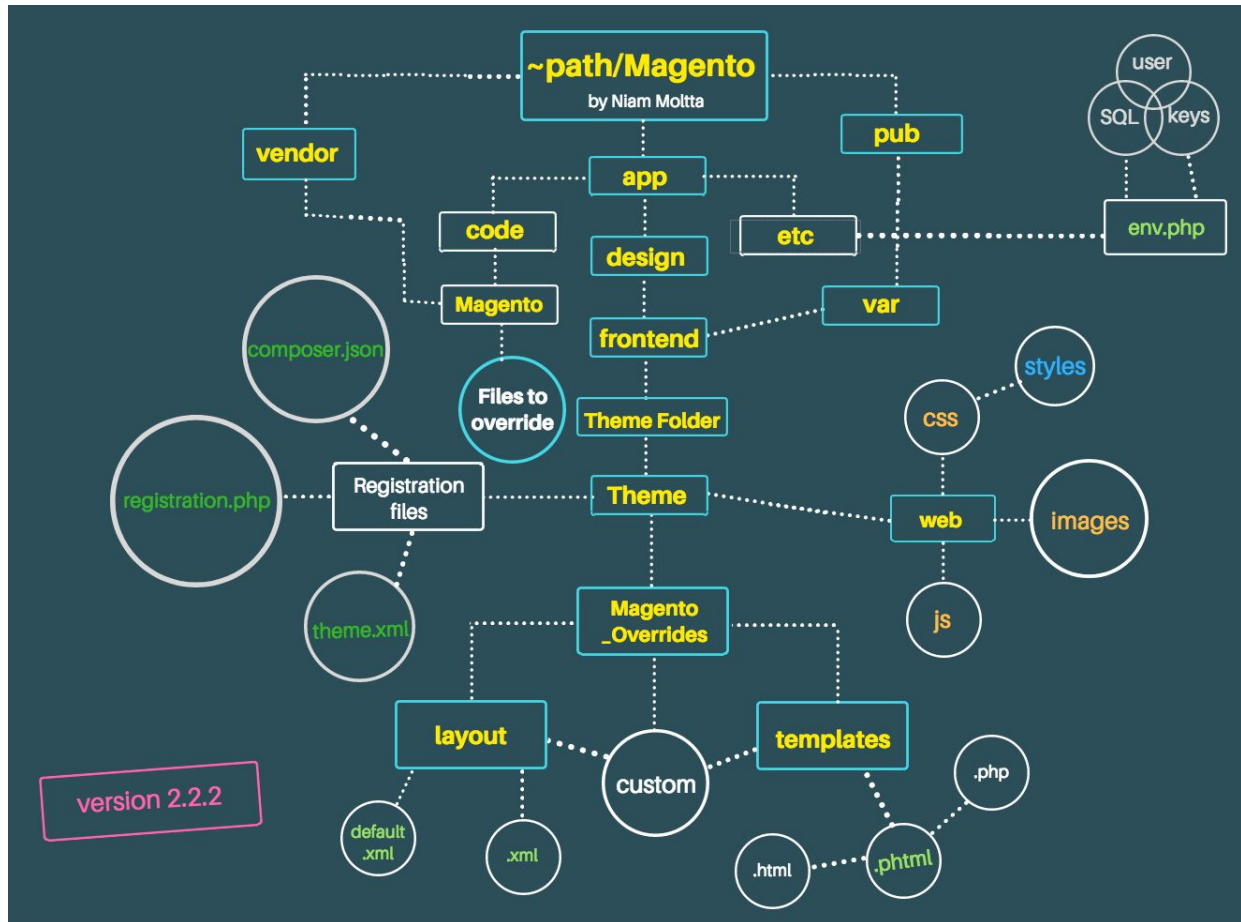 ~path/Magento
by Niam Moltta
user
SQL
keys
vendor
pub
app
code
etc
env.php
design
Magento
var
frontend
composer.json
styles
Files to
override
Theme Folder
css
registration.php
Registration
files
Theme
web
images
Magento
_Overrides
theme.xml
js
layout
templates
custom
.php
version 2.2.2
default
.xml
.xml
.html
.phtml